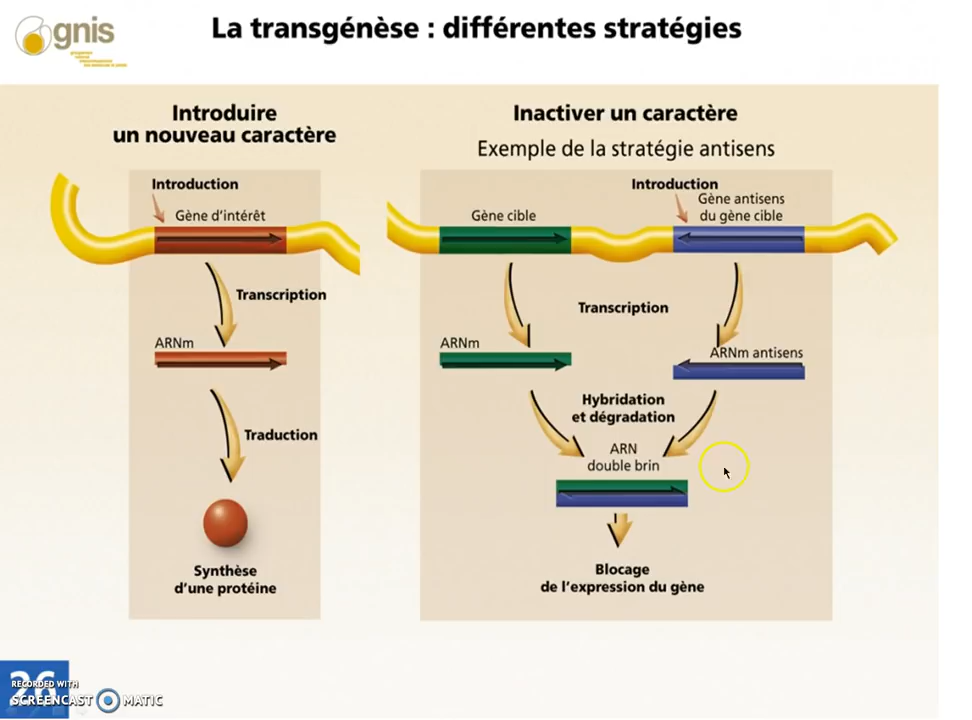 gnis
La transgénèse : différentes stratégies
Introduire
un nouveau caractère
Introduction
Gène d'intérêt
Transcription
ARNm
Traduction
Synthèse
d'une protéine
Inactiver un caractère
Exemple de la stratégie antisens
Introduction
Gène cible
Gène antisens
du gène cible
Transcription
ARNm
ARNm antisens
Hybridation
et dégradation
ARN
double brin
Blocage
de l'expression du gène
26
RECORDED WITH
SCREENCAST MATIC